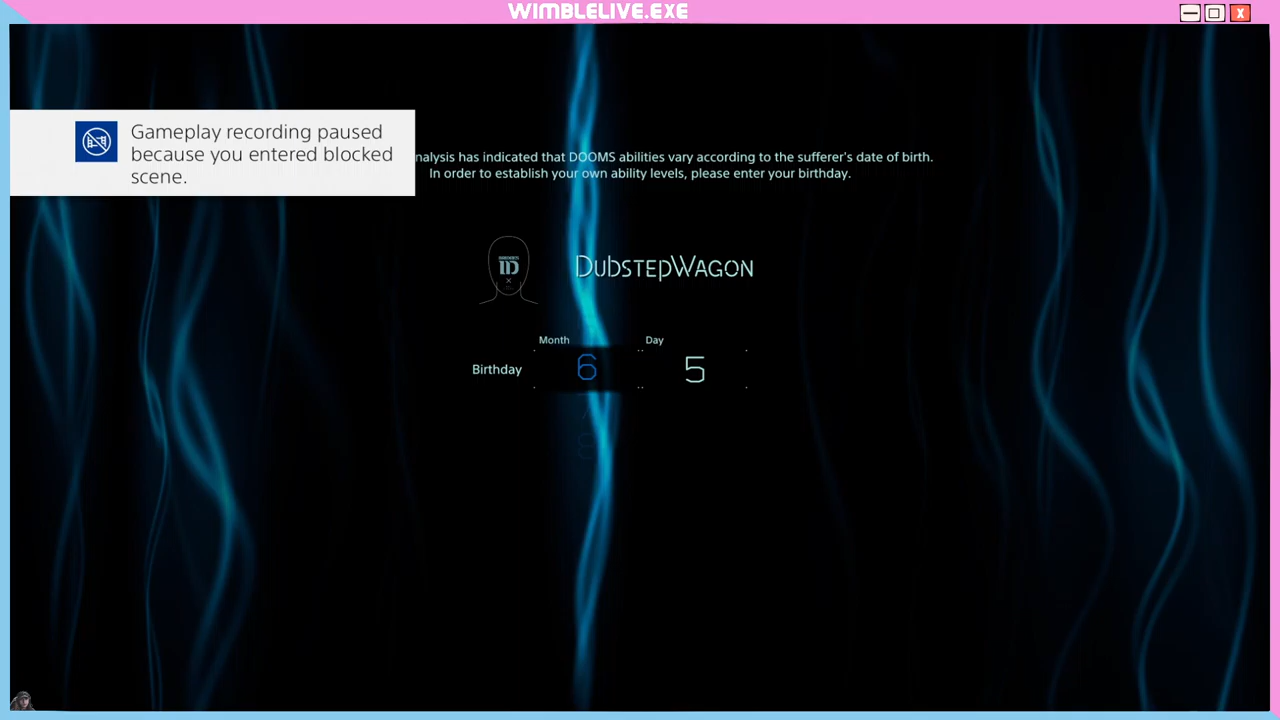 WIMBLELIVE.EXE
X
Gameplay recording paused
because you entered blocked
scene.
nalysis has indicated that DOOMS abilities vary according to the sufferer's date of birth.
In order to establish your own ability levels, please enter your birthday.
DubstepWagon
Month Day
Birthday 6 5
7
8